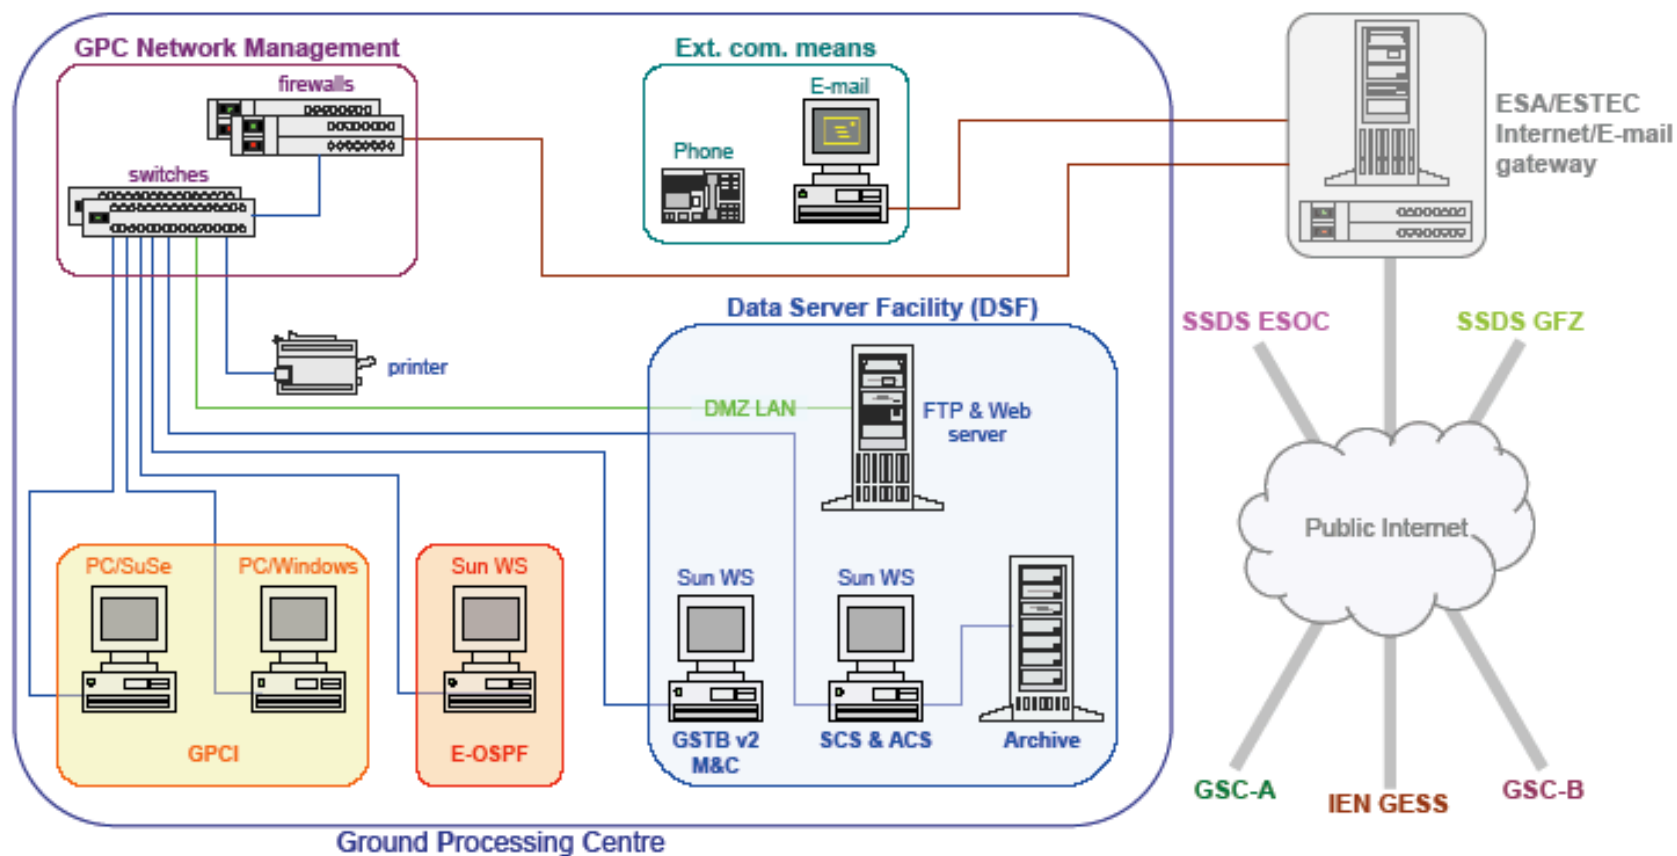 GPC Network Management
firewalls
switches
Ext. com. means
E-mail
Phone
ESA/ESTEC
Internet/E-mail
gateway
printer
Data Server Facility (DSF)
DMZ LAN
FTP & Web
server
SSDS ESOC
SSDS GFZ
Public Internet
PC/SuSe
PC/Windows
Sun WS
Sun WS
Sun WS
GPCI
E-OSPF
GSTB v2
M&C
SCS & ACS
Archive
GSC-A
IEN GESS
GSC-B
Ground Processing Centre